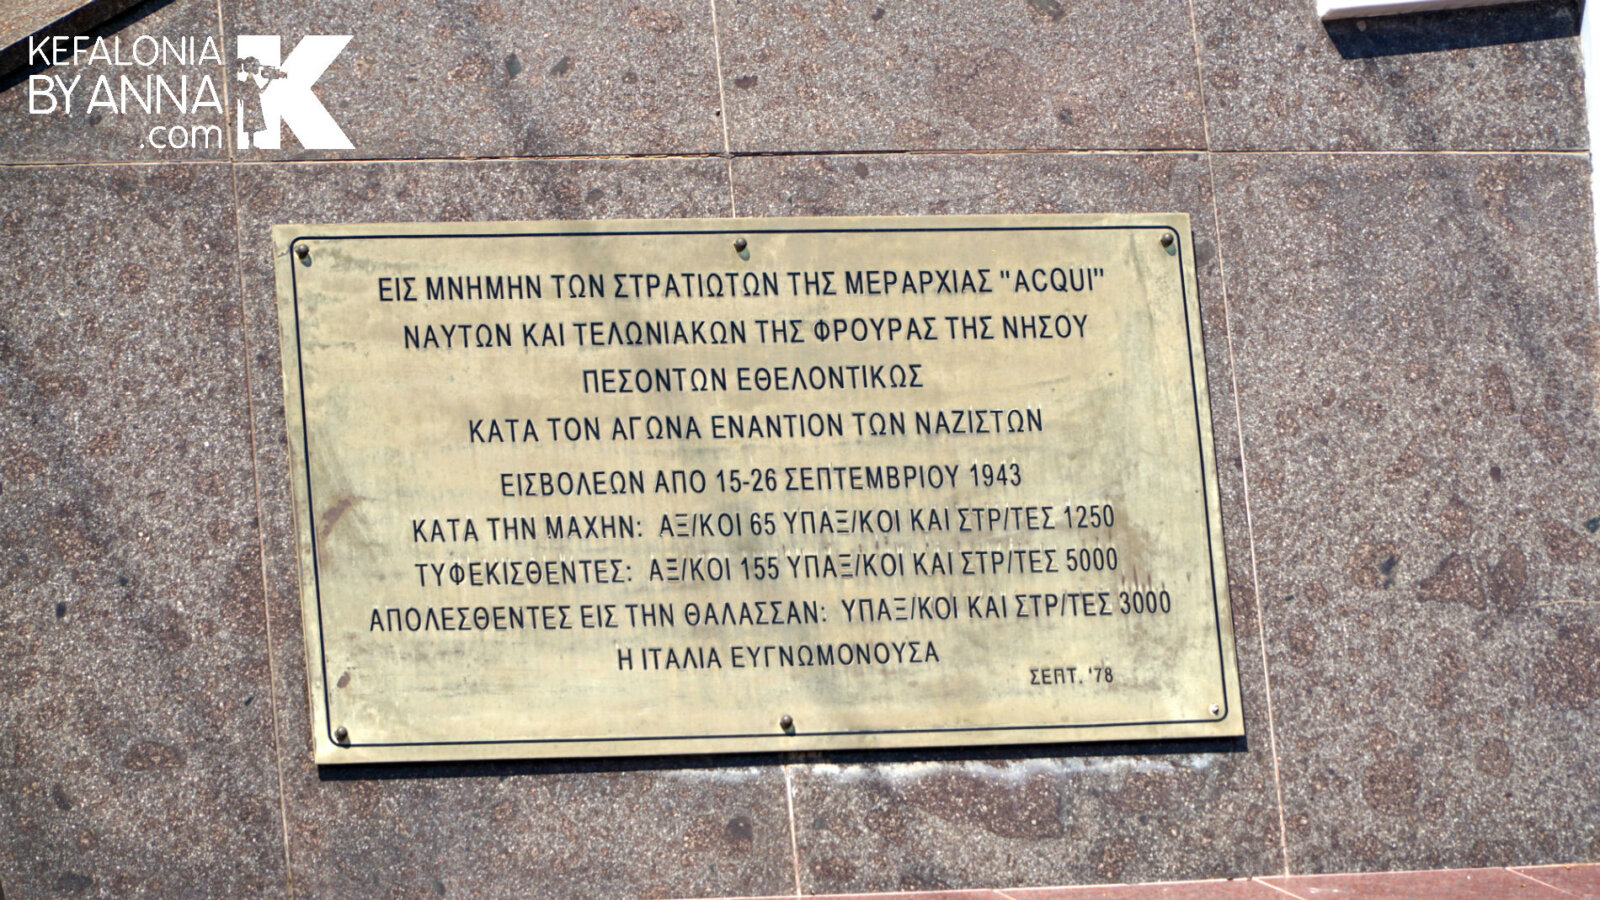 KEFALONIA
BY ANNA
.com
ΕΙΣ ΜΝΗΜΗΝ ΤΩΝ ΣΤΡΑΤΙΩΤΩΝ ΤΗΣ ΜΕΡΑΡΧΙΑΣ "ACQUI"
ΝΑΥΤΩΝ ΚΑΙ ΤΕΛΩΝΙΑΚΩΝ ΤΗΣ ΦΡΟΥΡΑΣ ΤΗΣ ΝΗΣΟΥ
ΠΕΣΟΝΤΩΝ ΕΘΕΛΟΝΤΙΚΩΣ
ΚΑΤΑ ΤΟΝ ΑΓΩΝΑ ΕΝΑΝΤΙΟΝ ΤΩΝ ΝΑΖΙΣΤΩΝ
ΕΙΣΒΟΛΕΩΝ ΑΠΟ 15-26 ΣΕΠΤΕΜΒΡΙΟΥ 1943
ΚΑΤΑ ΤΗΝ ΜΑΧΗΝ: ΑΞ/ΚΟΙ 65 ΥΠΑΞ/ΚΟΙ ΚΑΙ ΣΤΡ/ΤΕΣ 1250
ΤΥΦΕΚΙΣΘΕΝΤΕΣ: ΑΞ/ΚΟΙ 155 ΥΠΑΞ/ΚΟΙ ΚΑΙ ΣΤΡ/ΤΕΣ 5000
ΑΠΟΛΕΣΘΕΝΤΕΣ ΕΙΣ ΤΗΝ ΘΑΛΑΣΣΑΝ: ΥΠΑΞ/ΚΟΙ ΚΑΙ ΣΤΡ/ΤΕΣ 3000
Η ΙΤΑΛΙΑ ΕΥΓΝΩΜΟΝΟΥΣΑ
ΣΕΠΤ. '78